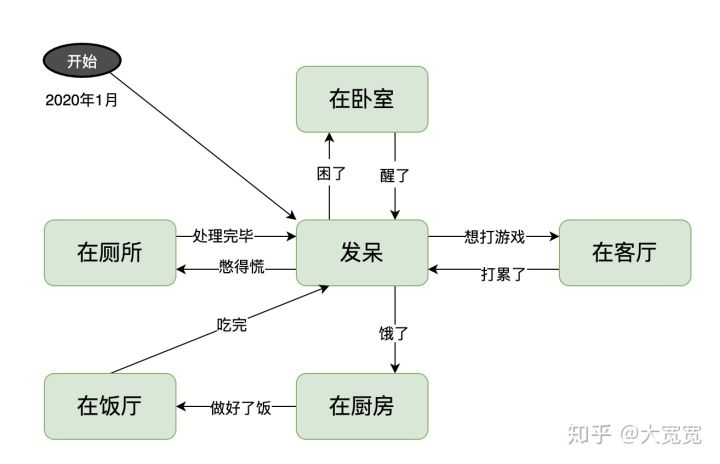 开始
2020年1月
在卧室
困了
醒了
在厕所
处理完毕
憋得慌
发呆
想打游戏
打累了
在客厅
吃完
饿了
在饭厅
做好了饭
在厨房
知乎 @大宽宽